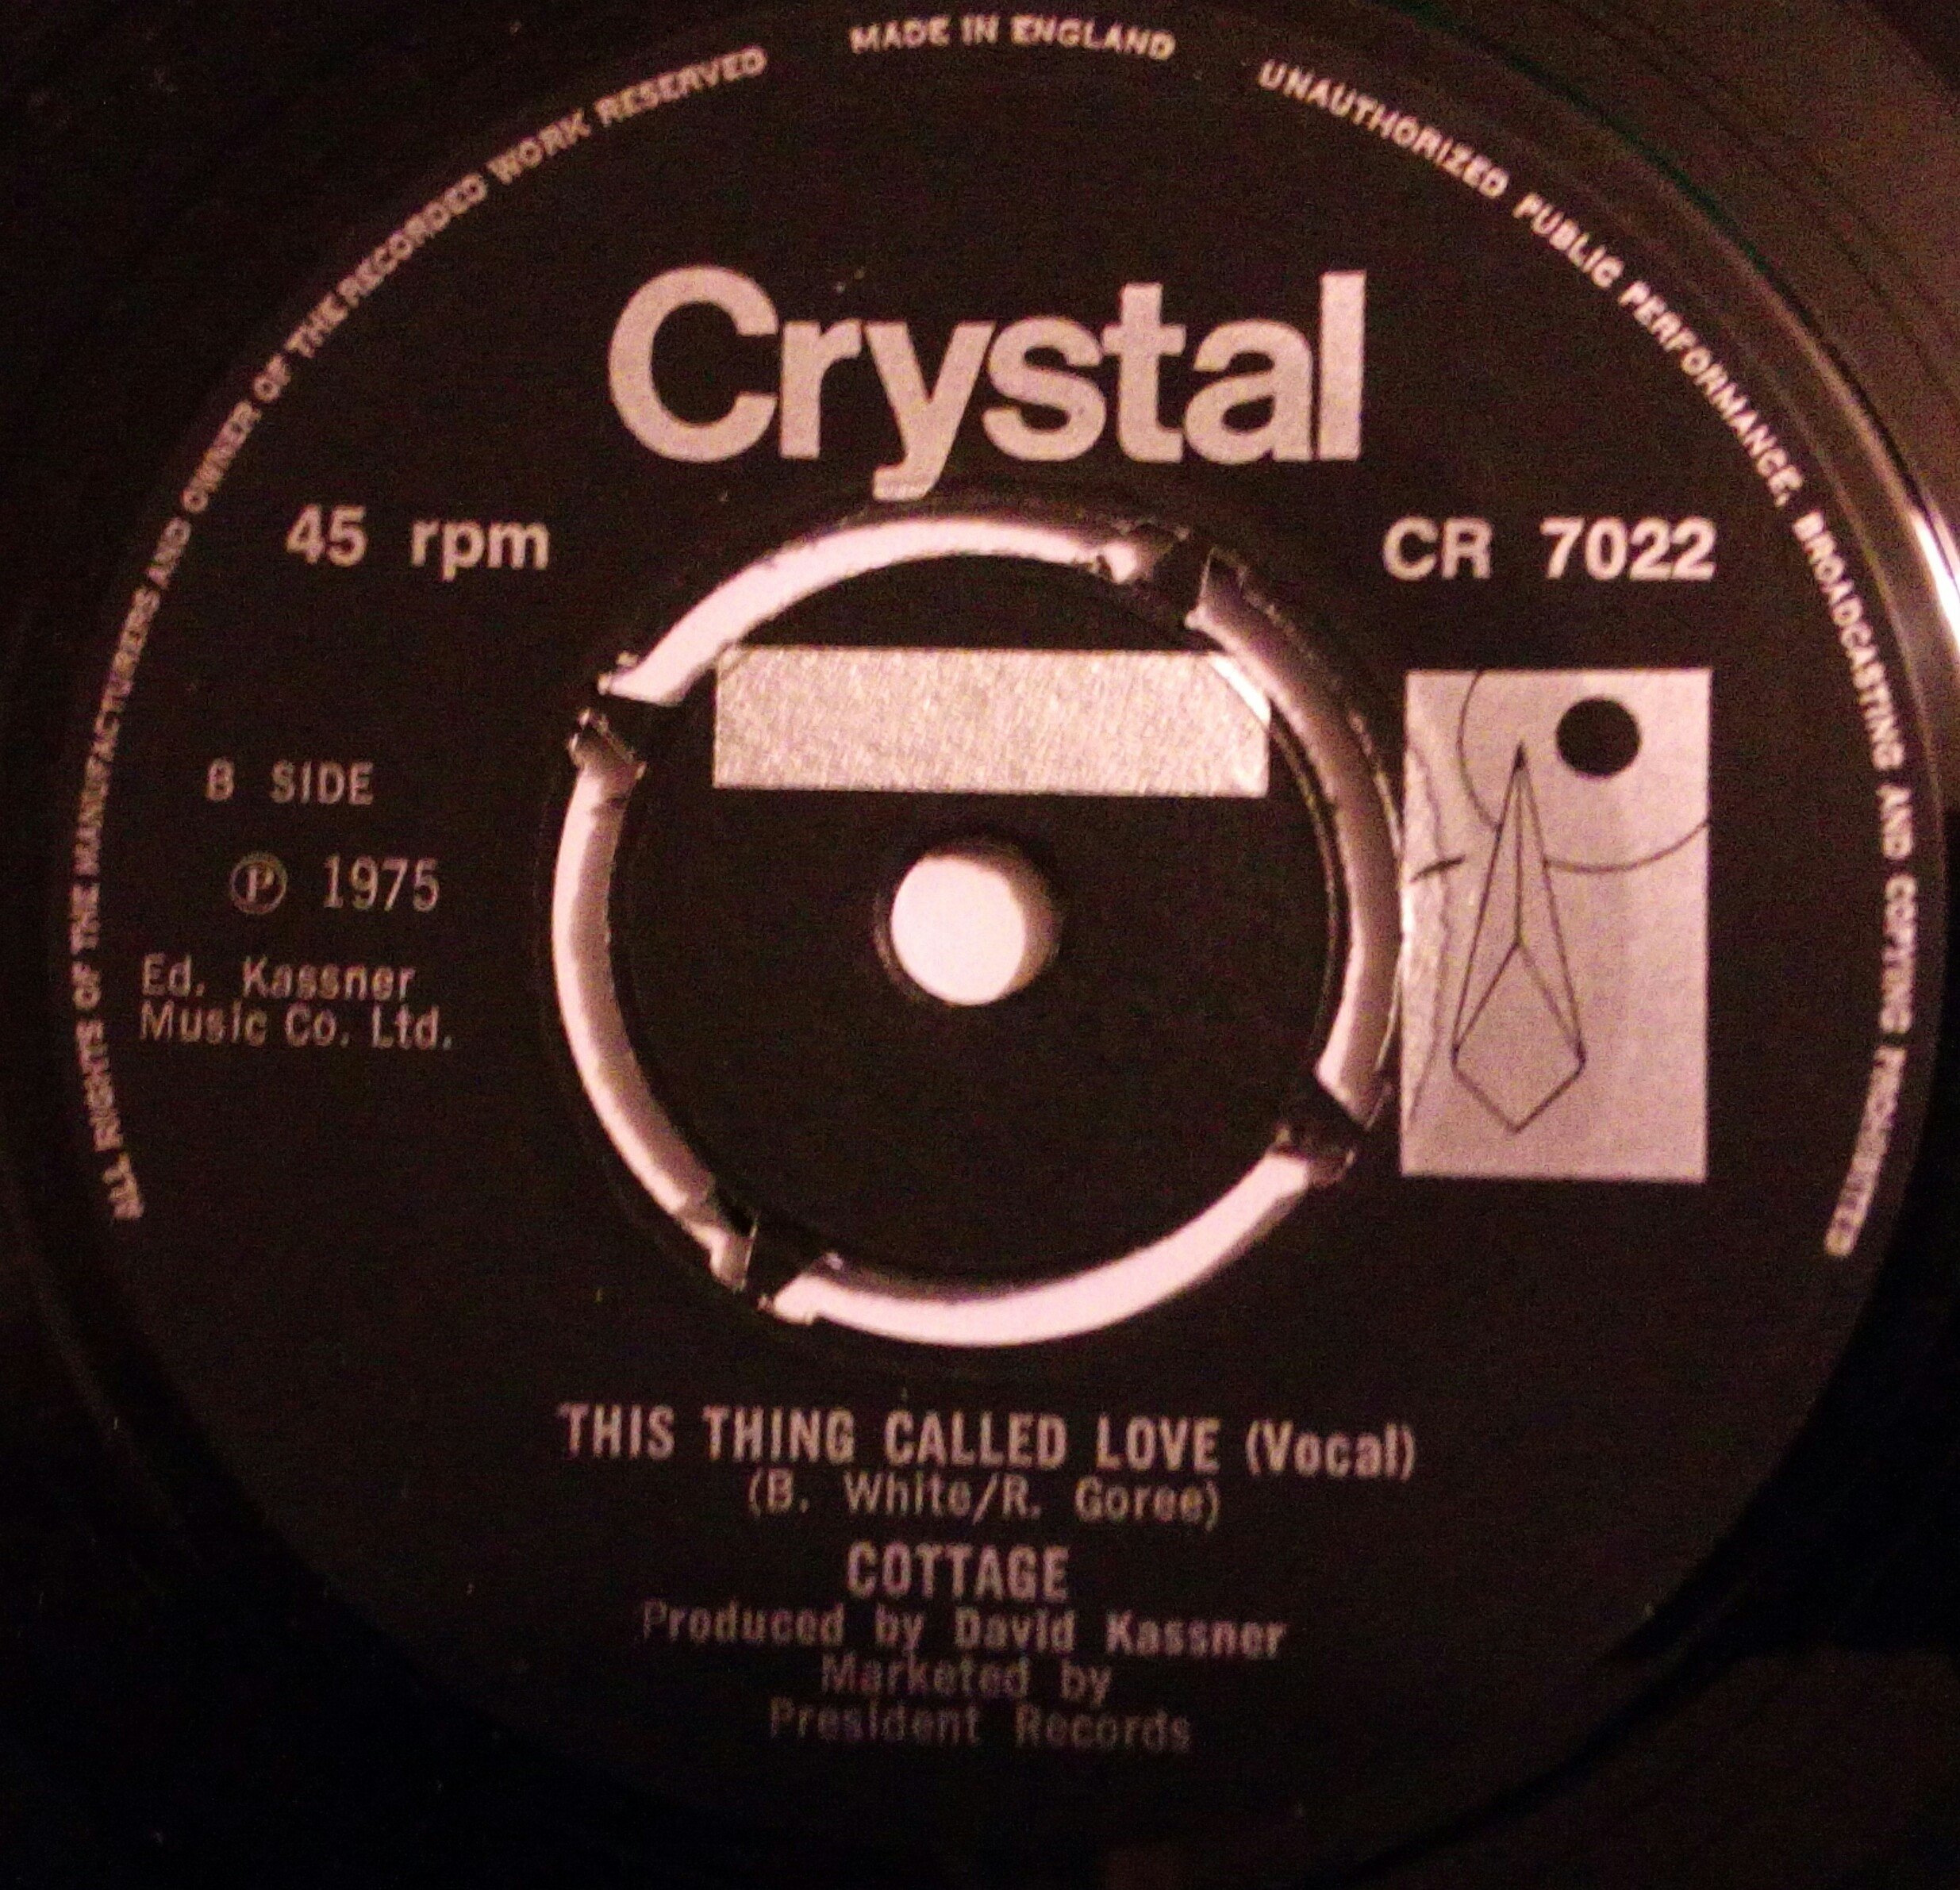 ALL RIGHTS OF THE MANUFACTURERS AND OWNER OF THE RECORDED WORK RESERVED
MADE IN ENGLAND
UNAUTHORIZED PUBLIC PERFORMANCE, BROADCASTING AND COPYING PROHIBITED
Crystal
45 rpm
CR 7022
B SIDE
Ⓟ 1975
Ed. Kassner
Music Co. Ltd.
THIS THING CALLED LOVE (Vocal)
(B. White/R. Goree)
COTTAGE
Produced by David Kassner
Marketed by
President Records